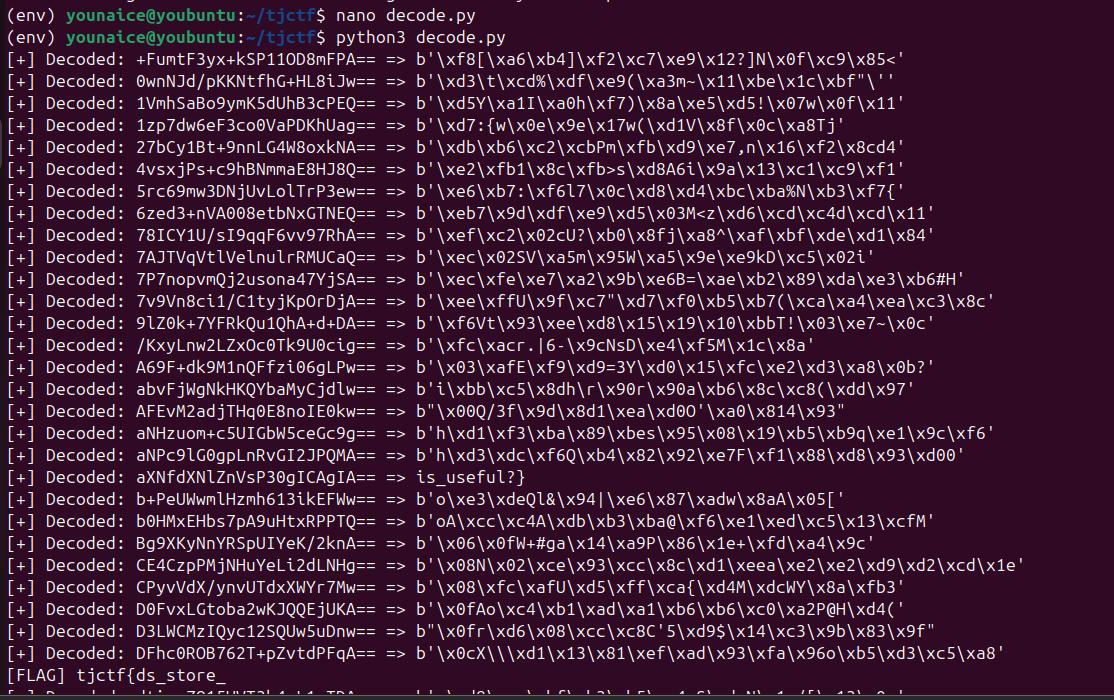 (env) younaice@youbuntu:~/tjctf$ nano decode.py
(env) younaice@youbuntu:~/tjctf$ python3 decode.py
[+] Decoded: +FumtF3yx+kSP11OD8mFPA== => b'\xf8[\xa6\xb4]\xf2\xc7\xe9\x12?]N\x0f\xc9\x85<'
[+] Decoded: 0wnNJd/pKKNtfhG+HL8iJw== => b'\xd3\t\xcd%\xdf\xe9(\xa3m~\x11\xbe\x1c\xbf"\''
[+] Decoded: 1VmhSaBo9ymK5dUhB3cPEQ== => b'\xd5Y\xa1I\xa0h\xf7)\x8a\xe5\xd5!\x07w\x0f\x11'
[+] Decoded: 1zp7dw6eF3co0VaPDKhUag== => b'\xd7:{w\x0e\x9e\x17w(\xd1V\x8f\x0c\xa8Tj'
[+] Decoded: 27bCy1Bt+9nnLG4W8oxkNA== => b'\xdb\xb6\xc2\xcbPm\xfb\xd9\xe7,n\x16\xf2\x8cd4'
[+] Decoded: 4vsxjPs+c9hBNmmaE8HJ8Q== => b'\xe2\xfb1\x8c\xfb>s\xd8A6i\x9a\x13\xc1\xc9\xf1'
[+] Decoded: 5rc69mw3DNjUvLolTrP3ew== => b'\xe6\xb7:\xf6l7\x0c\xd8\xd4\xbc\xba%N\xb3\xf7{'
[+] Decoded: 6zed3+nVA008etbNxGTNEQ== => b'\xeb7\x9d\xdf\xe9\xd5\x03M<z\xd6\xcd\xc4d\xcd\x11'
[+] Decoded: 78ICY1U/sI9qqF6vv97RhA== => b'\xef\xc2\x02cU?\xb0\x8fj\xa8^\xaf\xbf\xde\xd1\x84'
[+] Decoded: 7AJTVqVtlVelnulrRMUCaQ== => b'\xec\x02SV\xa5m\x95W\xa5\x9e\xe9kD\xc5\x02i'
[+] Decoded: 7P7nopvmQj2usona47YjSA== => b'\xec\xfe\xe7\xa2\x9b\xe6B=\xae\xb2\x89\xda\xe3\xb6#H'
[+] Decoded: 7v9Vn8ci1/C1tyjKpOrDjA== => b'\xee\xffU\x9f\xc7"\xd7\xf0\xb5\xb7(\xca\xa4\xea\xc3\x8c'
[+] Decoded: 9lZ0k+7YFRkQu1QhA+d+DA== => b'\xf6Vt\x93\xee\xd8\x15\x19\x10\xbbT!\x03\xe7~\x0c'
[+] Decoded: /KxyLnw2LZxOc0Tk9U0cig== => b'\xfc\xacr.|6-\x9cNsD\xe4\xf5M\x1c\x8a'
[+] Decoded: A69F+dk9M1nQFfzi06gLPw== => b'\x03\xafE\xf9\xd9=3Y\xd0\x15\xfc\xe2\xd3\xa8\x0b?'
[+] Decoded: abvFjWgNkHKQYbaMyCjdlw== => b'i\xbb\xc5\x8dh\r\x90r\x90a\xb6\x8c\xc8(\xdd\x97'
[+] Decoded: AFEvM2adjTHq0E8noIE0kw== => b"\x00Q/3f\x9d\x8d1\xea\xd0O'\xa0\x814\x93"
[+] Decoded: aNHzuom+c5UIGbW5ceGc9g== => b'h\xd1\xf3\xba\x89\xbes\x95\x08\x19\xb5\xb9q\xe1\x9c\xf6'
[+] Decoded: aNPc9lG0gpLnRvGI2JPQMA== => b'h\xd3\xdc\xf6Q\xb4\x82\x92\xe7F\xf1\x88\xd8\x93\xd00'
[+] Decoded: aXNfdXNlZnVsP30gICAgIA== => is_useful?}
[+] Decoded: b+PeUWwmlHzmh613ikEFWw== => b'o\xe3\xdeQl&\x94|\xe6\x87\xadw\x8aA\x05['
[+] Decoded: b0HMxEHbs7pA9uHtxRPPTQ== => b'oA\xcc\xc4A\xdb\xb3\xba@\xf6\xe1\xed\xc5\x13\xcfM'
[+] Decoded: Bg9XKyNnYRSpUIYeK/2knA== => b'\x06\x0fW+#ga\x14\xa9P\x86\x1e+\xfd\xa4\x9c'
[+] Decoded: CE4CzpPMjNHuYeLi2dLNHg== => b'\x08N\x02\xce\x93\xcc\x8c\xd1\xeea\xe2\xe2\xd9\xd2\xcd\x1e'
[+] Decoded: CPyvVdX/ynvUTdxXWYr7Mw== => b'\x08\xfc\xafU\xd5\xff\xca{\xd4M\xdcWY\x8a\xfb3'
[+] Decoded: D0FvxLGtoba2wKJQQEjUKA== => b'\x0fAo\xc4\xb1\xad\xa1\xb6\xb6\xc0\xa2P@H\xd4('
[+] Decoded: D3LWCMzIQyc12SQUw5uDnw== => b"\x0fr\xd6\x08\xcc\xc8C'5\xd9$\x14\xc3\x9b\x83\x9f"
[+] Decoded: DFhc0ROB762T+pZvtdPFqA== => b'\x0cX\\\xd1\x13\x81\xef\xad\x93\xfa\x96o\xb5\xd3\xc5\xa8'
[FLAG] tjctf{ds_store_